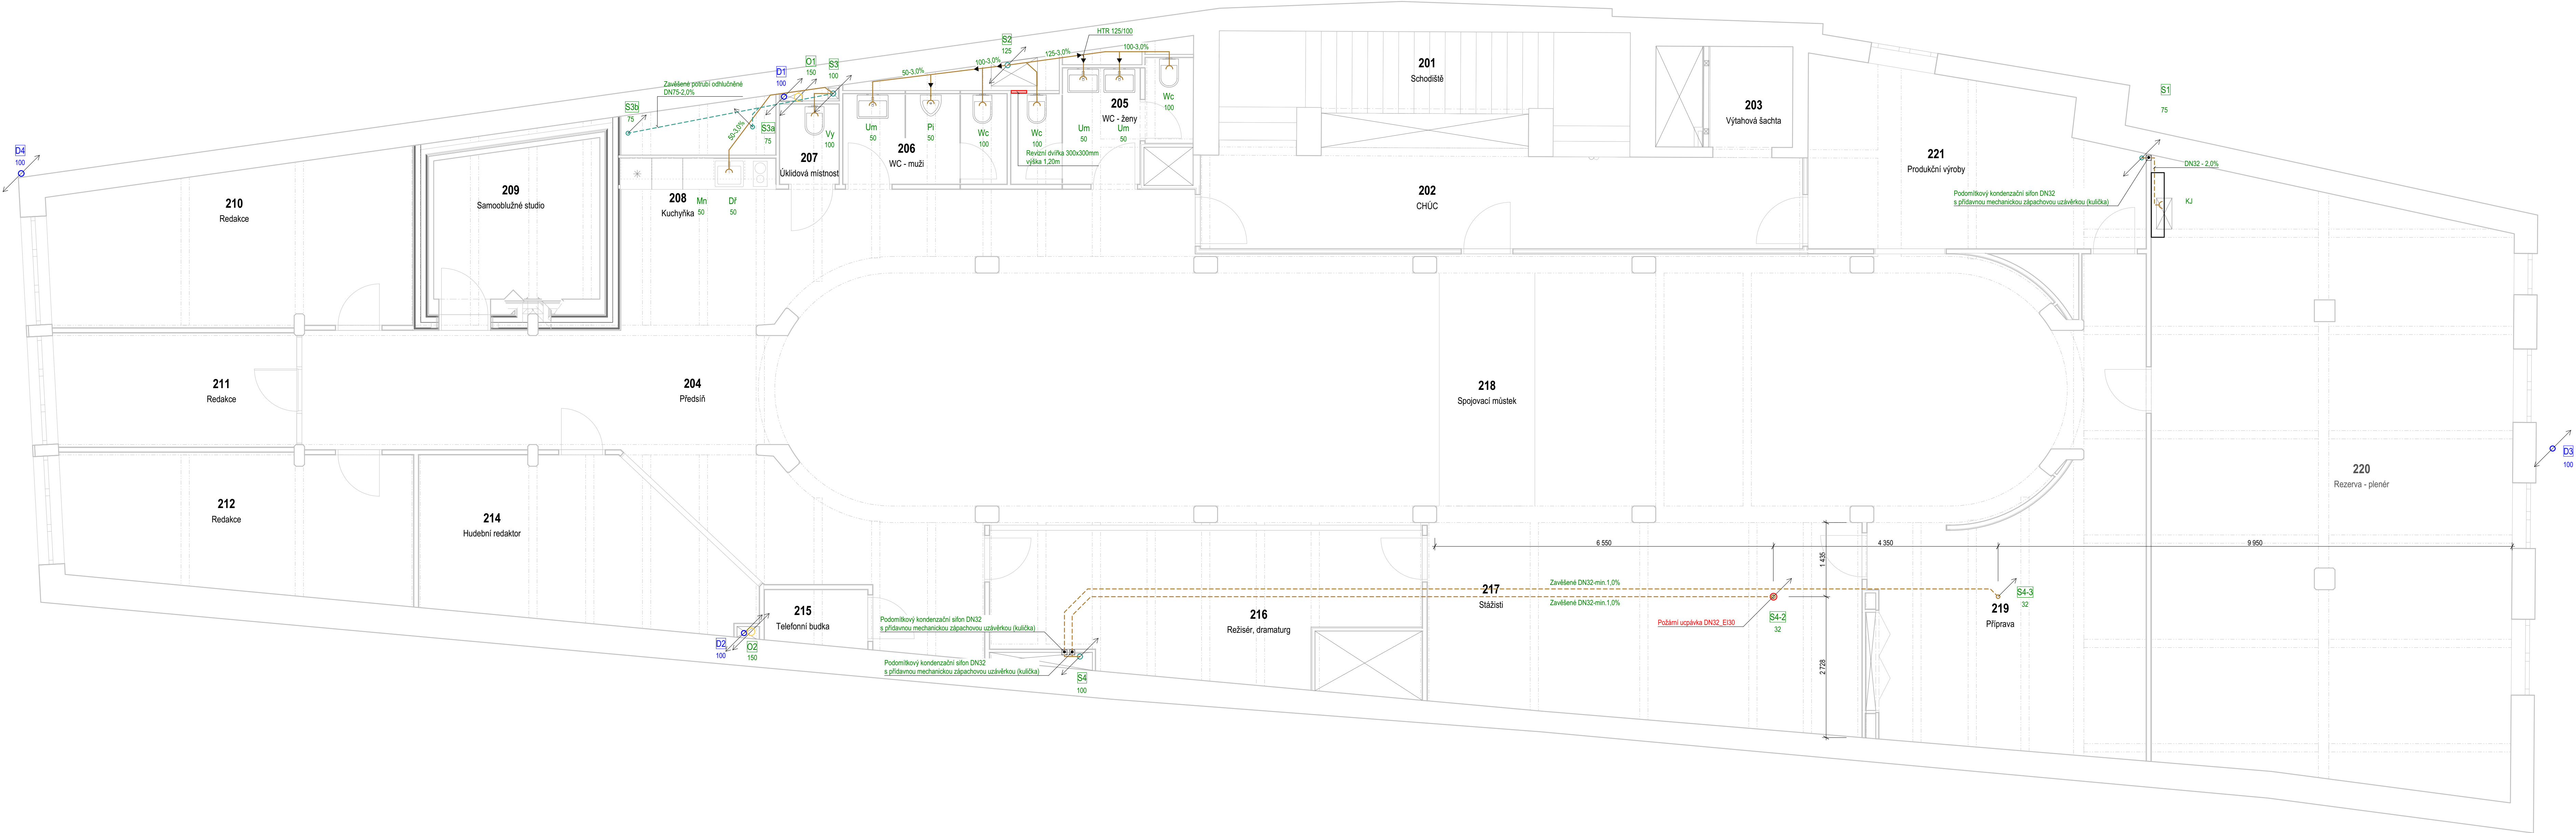 HTR 125/100
S2
125
125-3,0%
100-3,0%
100-3,0%
50-3,0%
O1
150
S3
100
D1
100
Zavěšené potrubí odhlučněné
DN75-2,0%
S3b
75
S3a
75
50-3,0%
Vy
100
Um
50
Pi
50
Wc
100
Wc
100
Um
50
Um
50
Wc
100
205
WC - ženy
206
WC - muži
Revizní dvířka 300x300mm
výška 1,20m
207
Úklidová místnost
208
Kuchyňka
Mn
50
Dř
50
201
Schodiště
203
Výtahová šachta
202
CHÚC
221
Produkční výroby
S1
75
DN32 - 2,0%
Podomítkový kondenzační sifon DN32
s přídavnou mechanickou zápachovou uzávěrkou (kulička)
KJ
D4
100
210
Redakce
209
Samooblužné studio
211
Redakce
204
Předsíň
218
Spojovací můstek
D3
100
220
Rezerva - plenér
212
Redakce
214
Hudební redaktor
6 550
4 350
9 950
1 435
2 728
Zavěšené DN32-min.1,0%
Zavěšené DN32-min.1,0%
217
Stážisti
S4-3
32
219
Příprava
S4-2
32
Požární ucpávka DN32_EI30
215
Telefonní budka
216
Režisér, dramaturg
Podomítkový kondenzační sifon DN32
s přídavnou mechanickou zápachovou uzávěrkou (kulička)
D2
100
O2
150
Podomítkový kondenzační sifon DN32
s přídavnou mechanickou zápachovou uzávěrkou (kulička)
S4
100